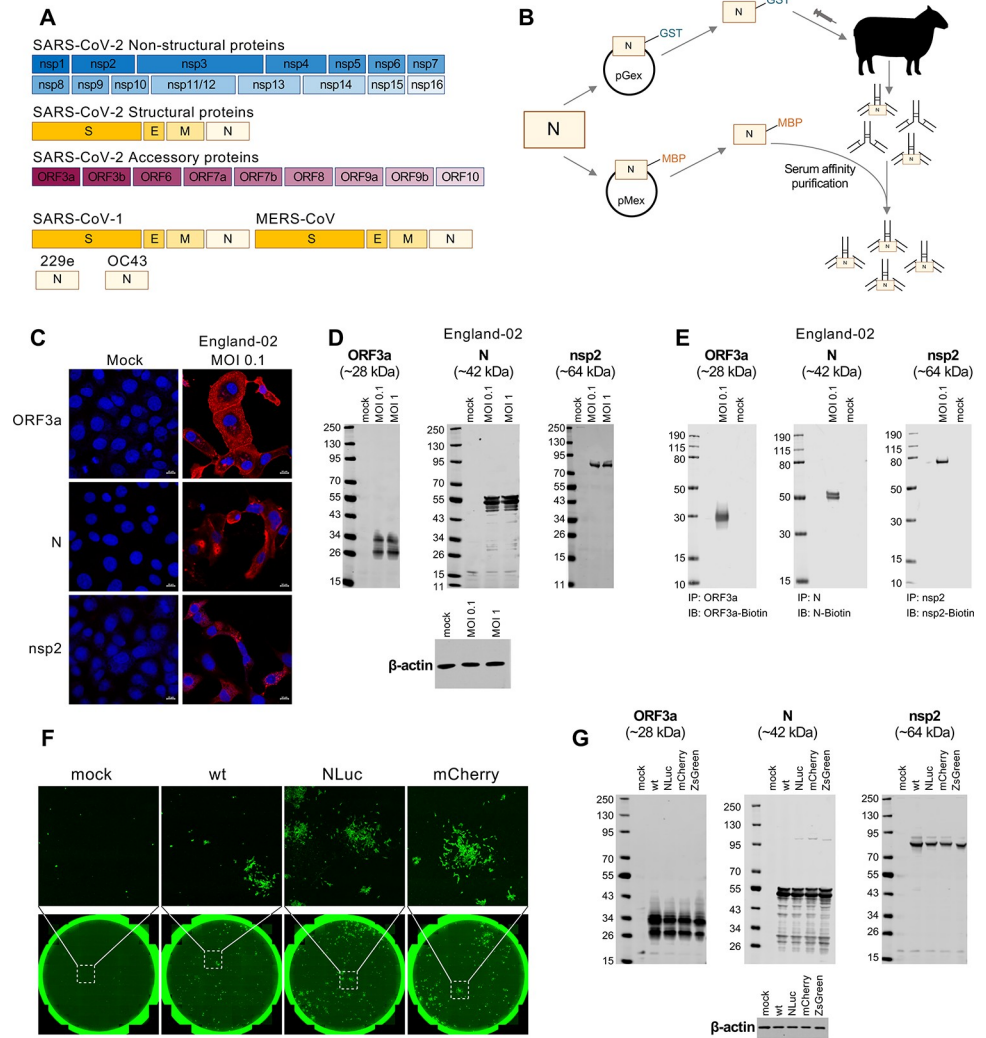 A
SARS-CoV-2 Non-structural proteins
nsp1 nsp2 nsp3 nsp4 nsp5 nsp6 nsp7
nsp8 nsp9 nsp10 nsp11/12 nsp13 nsp14 nsp15 nsp16
SARS-CoV-2 Structural proteins
S E M N
SARS-CoV-2 Accessory proteins
ORF3a ORF3b ORF6 ORF7a ORF7b ORF8 ORF9a ORF9b ORF10
SARS-CoV-1 MERS-CoV
S E M N S E M N
229e OC43
N N
B
N GST
N GST
pGex
N
N MBP
N MBP
pMex
N
N
Serum affinity
purification
N
N N
N
C
Mock
England-02
MOI 0.1
ORF3a
N
nsp2
D
England-02
ORF3a N nsp2
(~28 kDa) (~42 kDa) (~64 kDa)
mock MOI 0.1 MOI 1 mock MOI 0.1 MOI 1 mock MOI 0.1 MOI 1
250 250 250
130 130 130
95 95 95
70 70 70
55 55 55
43 43 43
34 34 34
26 26 26
15 15 15
11 11
mock MOI 0.1 MOI 1
β-actin
E
England-02
ORF3a N nsp2
(~28 kDa) (~42 kDa) (~64 kDa)
MOI 0.1 mock MOI 0.1 mock MOI 0.1 mock
190 190 190
115 115 115
80 80 80
50 50 50
30 30 30
15 15 15
10 10
IP: ORF3a IP: N IP: nsp2
IB: ORF3a-Biotin IB: N-Biotin IB: nsp2-Biotin
F
mock wt NLuc mCherry
G
ORF3a N nsp2
(~28 kDa) (~42 kDa) (~64 kDa)
mock wt NLuc mCherry ZsGreen mock wt NLuc mCherry ZsGreen mock wt NLuc mCherry ZsGreen
250 250 250
130 130 130
95 95 95
70 70 70
55 55 55
43 43 43
34 34 34
26 26 26
15 15
mock wt NLuc mCherry ZsGreen
β-actin